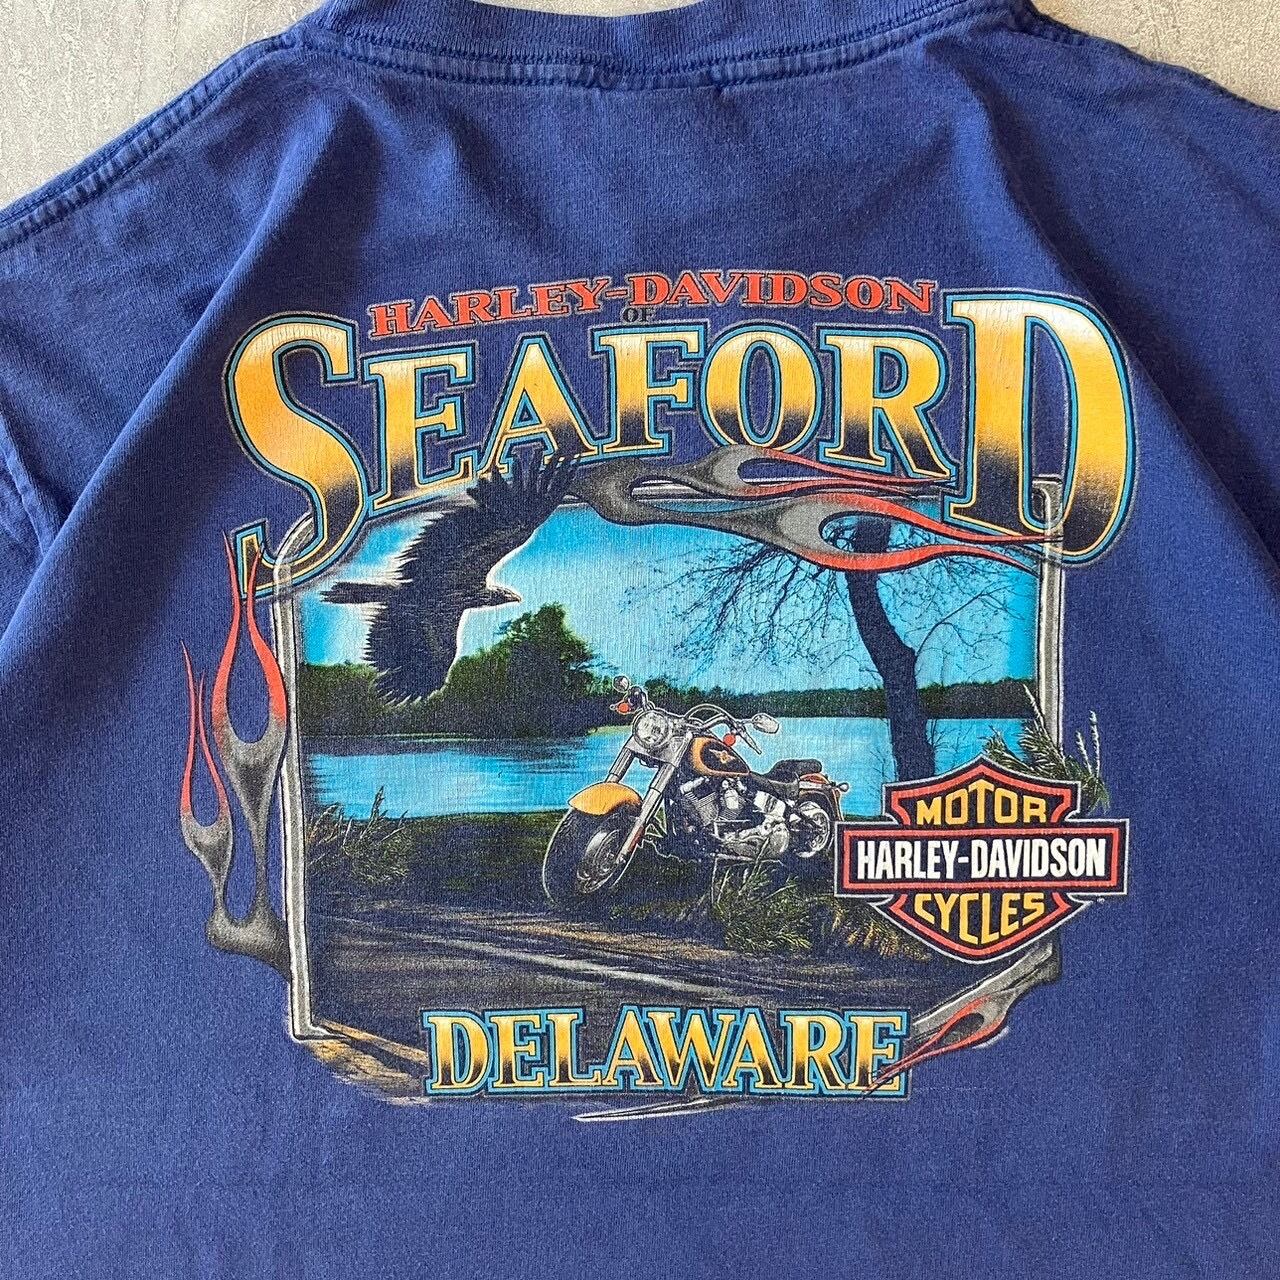 HARLEY-DAVIDSON
OF
SEAFORD
MOTOR
HARLEY-DAVIDSON
CYCLES
DELAWARE